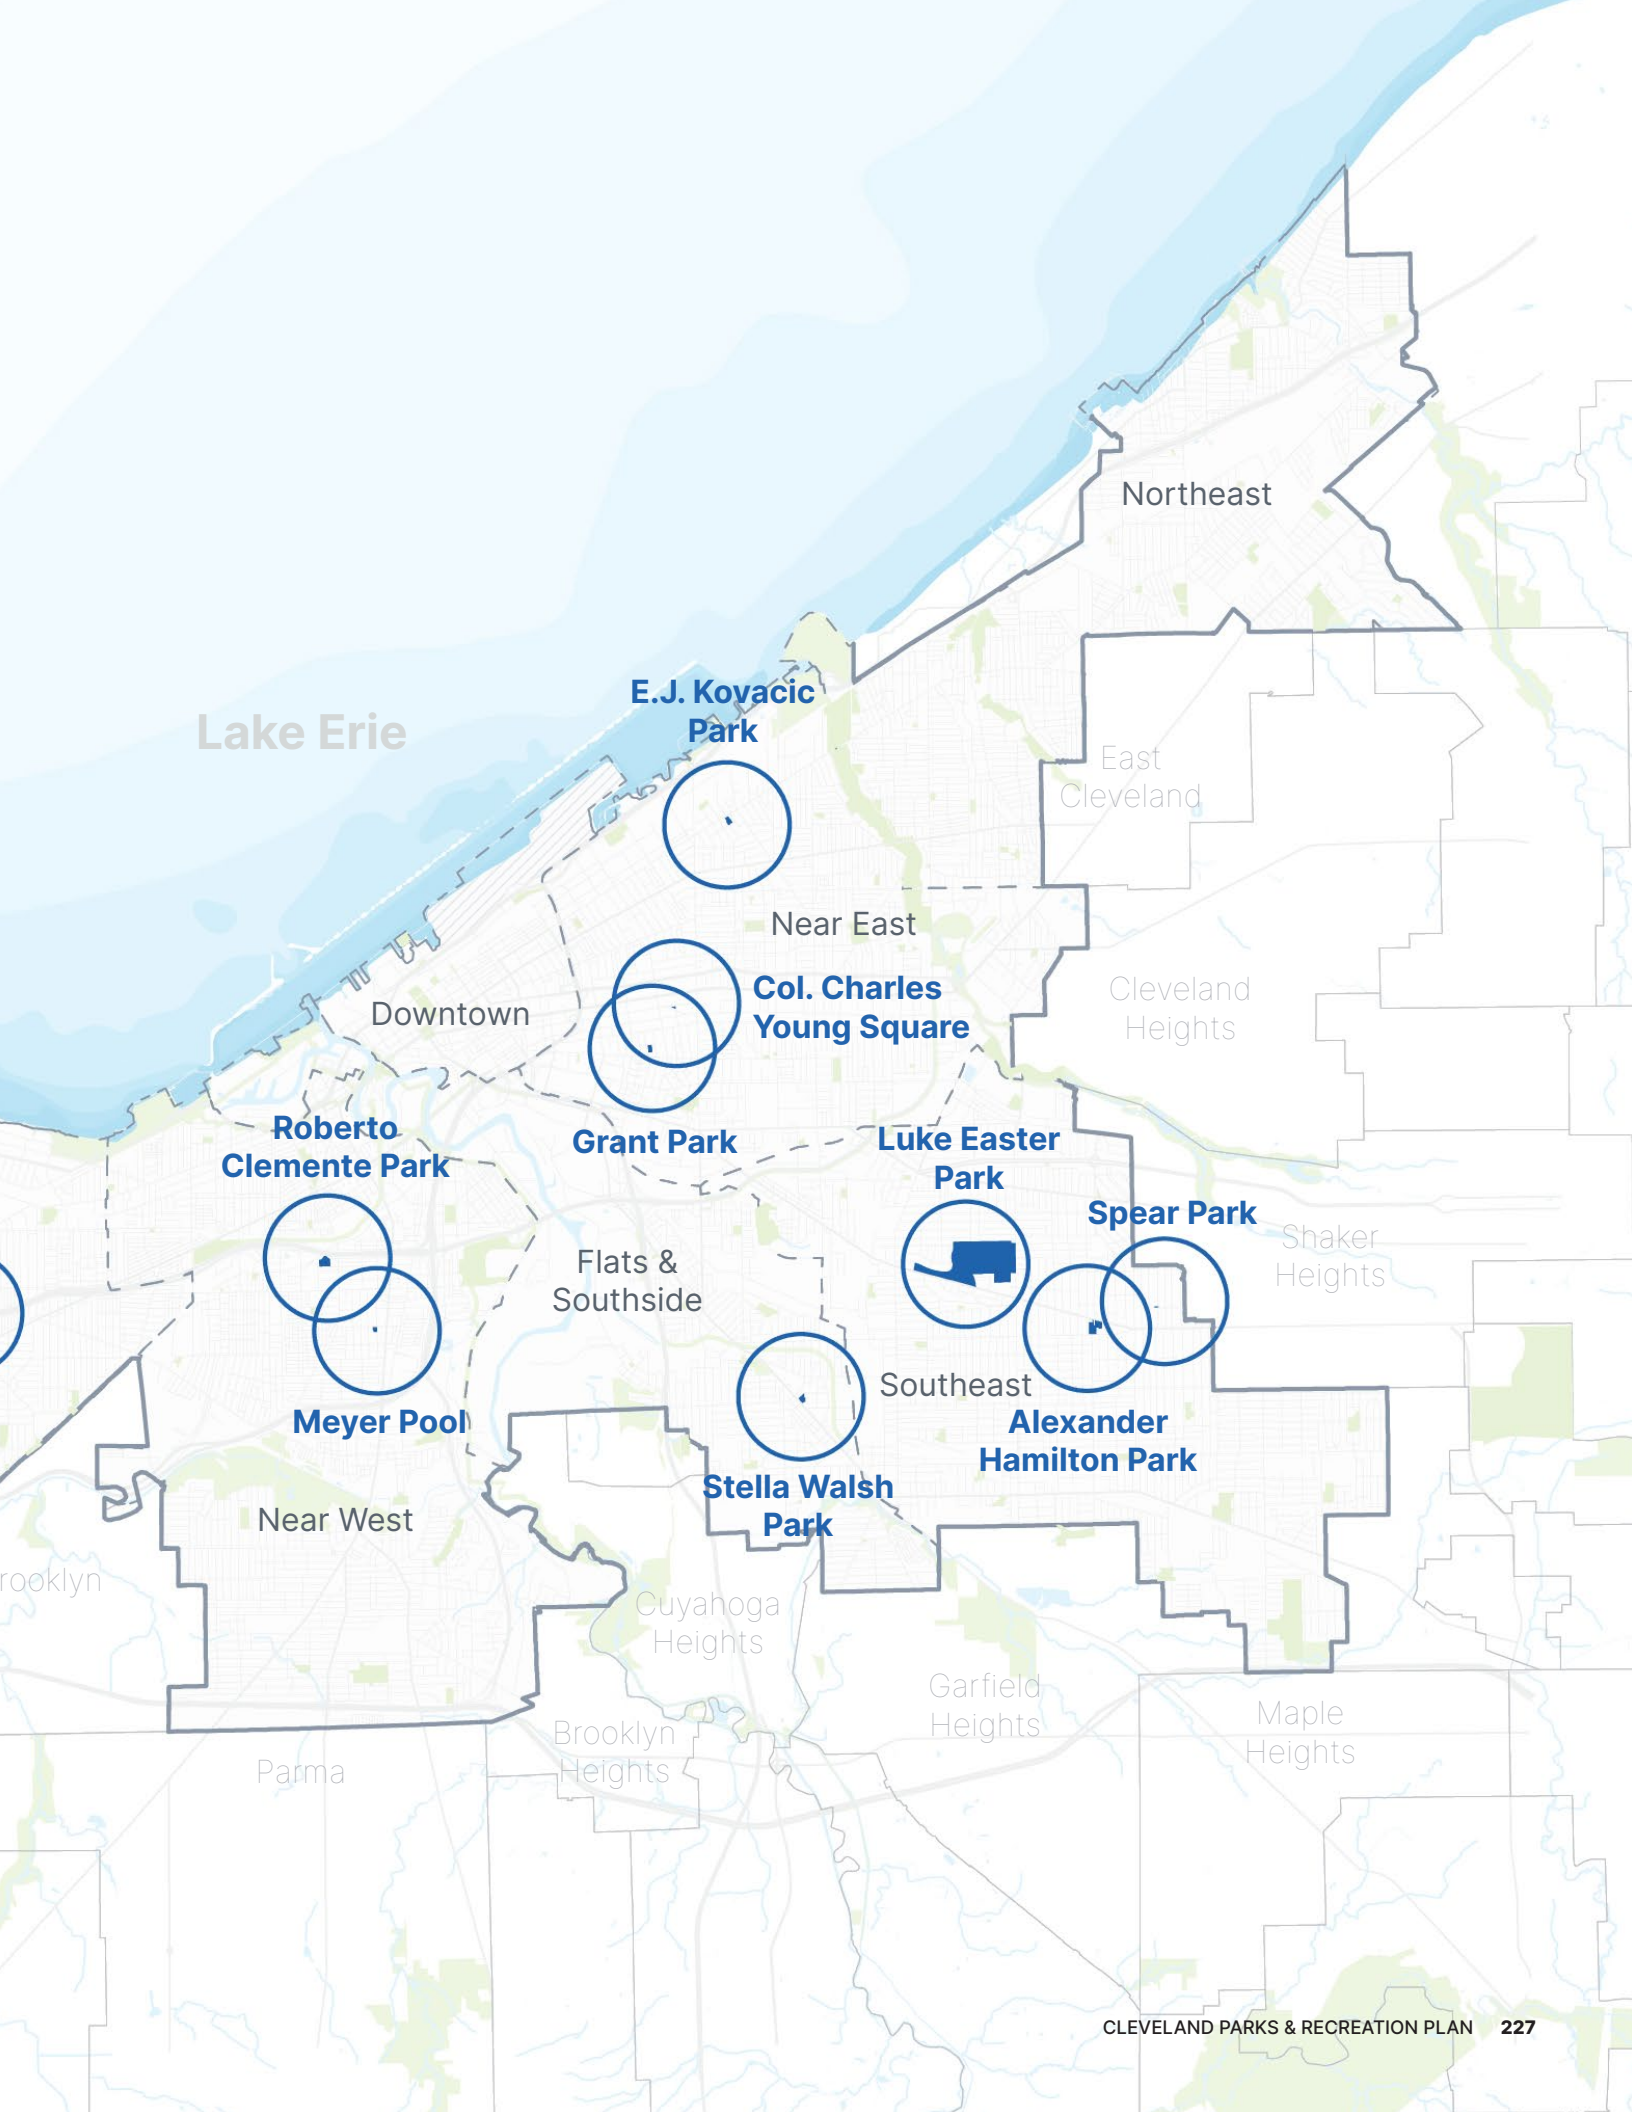 Northeast
E.J. Kovacic
Park
Lake Erie
East
Cleveland
Near East
Col. Charles
Young Square
Cleveland
Heights
Downtown
Roberto
Clemente Park
Grant Park
Luke Easter
Park
Spear Park
Shaker
Heights
Flats &
Southside
Southeast
Meyer Pool
Alexander
Hamilton Park
Stella Walsh
Park
Near West
rooklyn
Cuyahoga
Heights
Garfield
Heights
Maple
Heights
Brooklyn
Heights
Parma
CLEVELAND PARKS & RECREATION PLAN 227